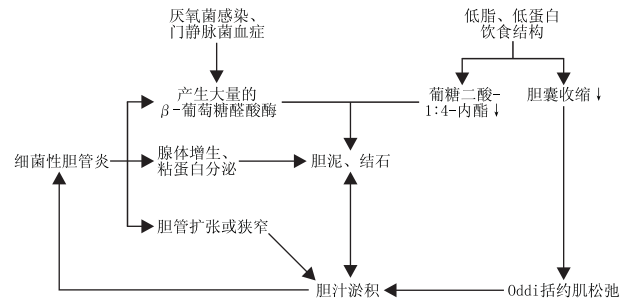 厌氧菌感染、
门静脉菌血症
低脂、低蛋白
饮食结构
产生大量的
β-葡萄糖醛酸酶
葡糖二酸-
1:4-内酯↓
胆囊收缩↓
细菌性胆管炎
腺体增生、
粘蛋白分泌
胆泥、结石
胆管扩张或狭窄
胆汁淤积
Oddi括约肌松弛